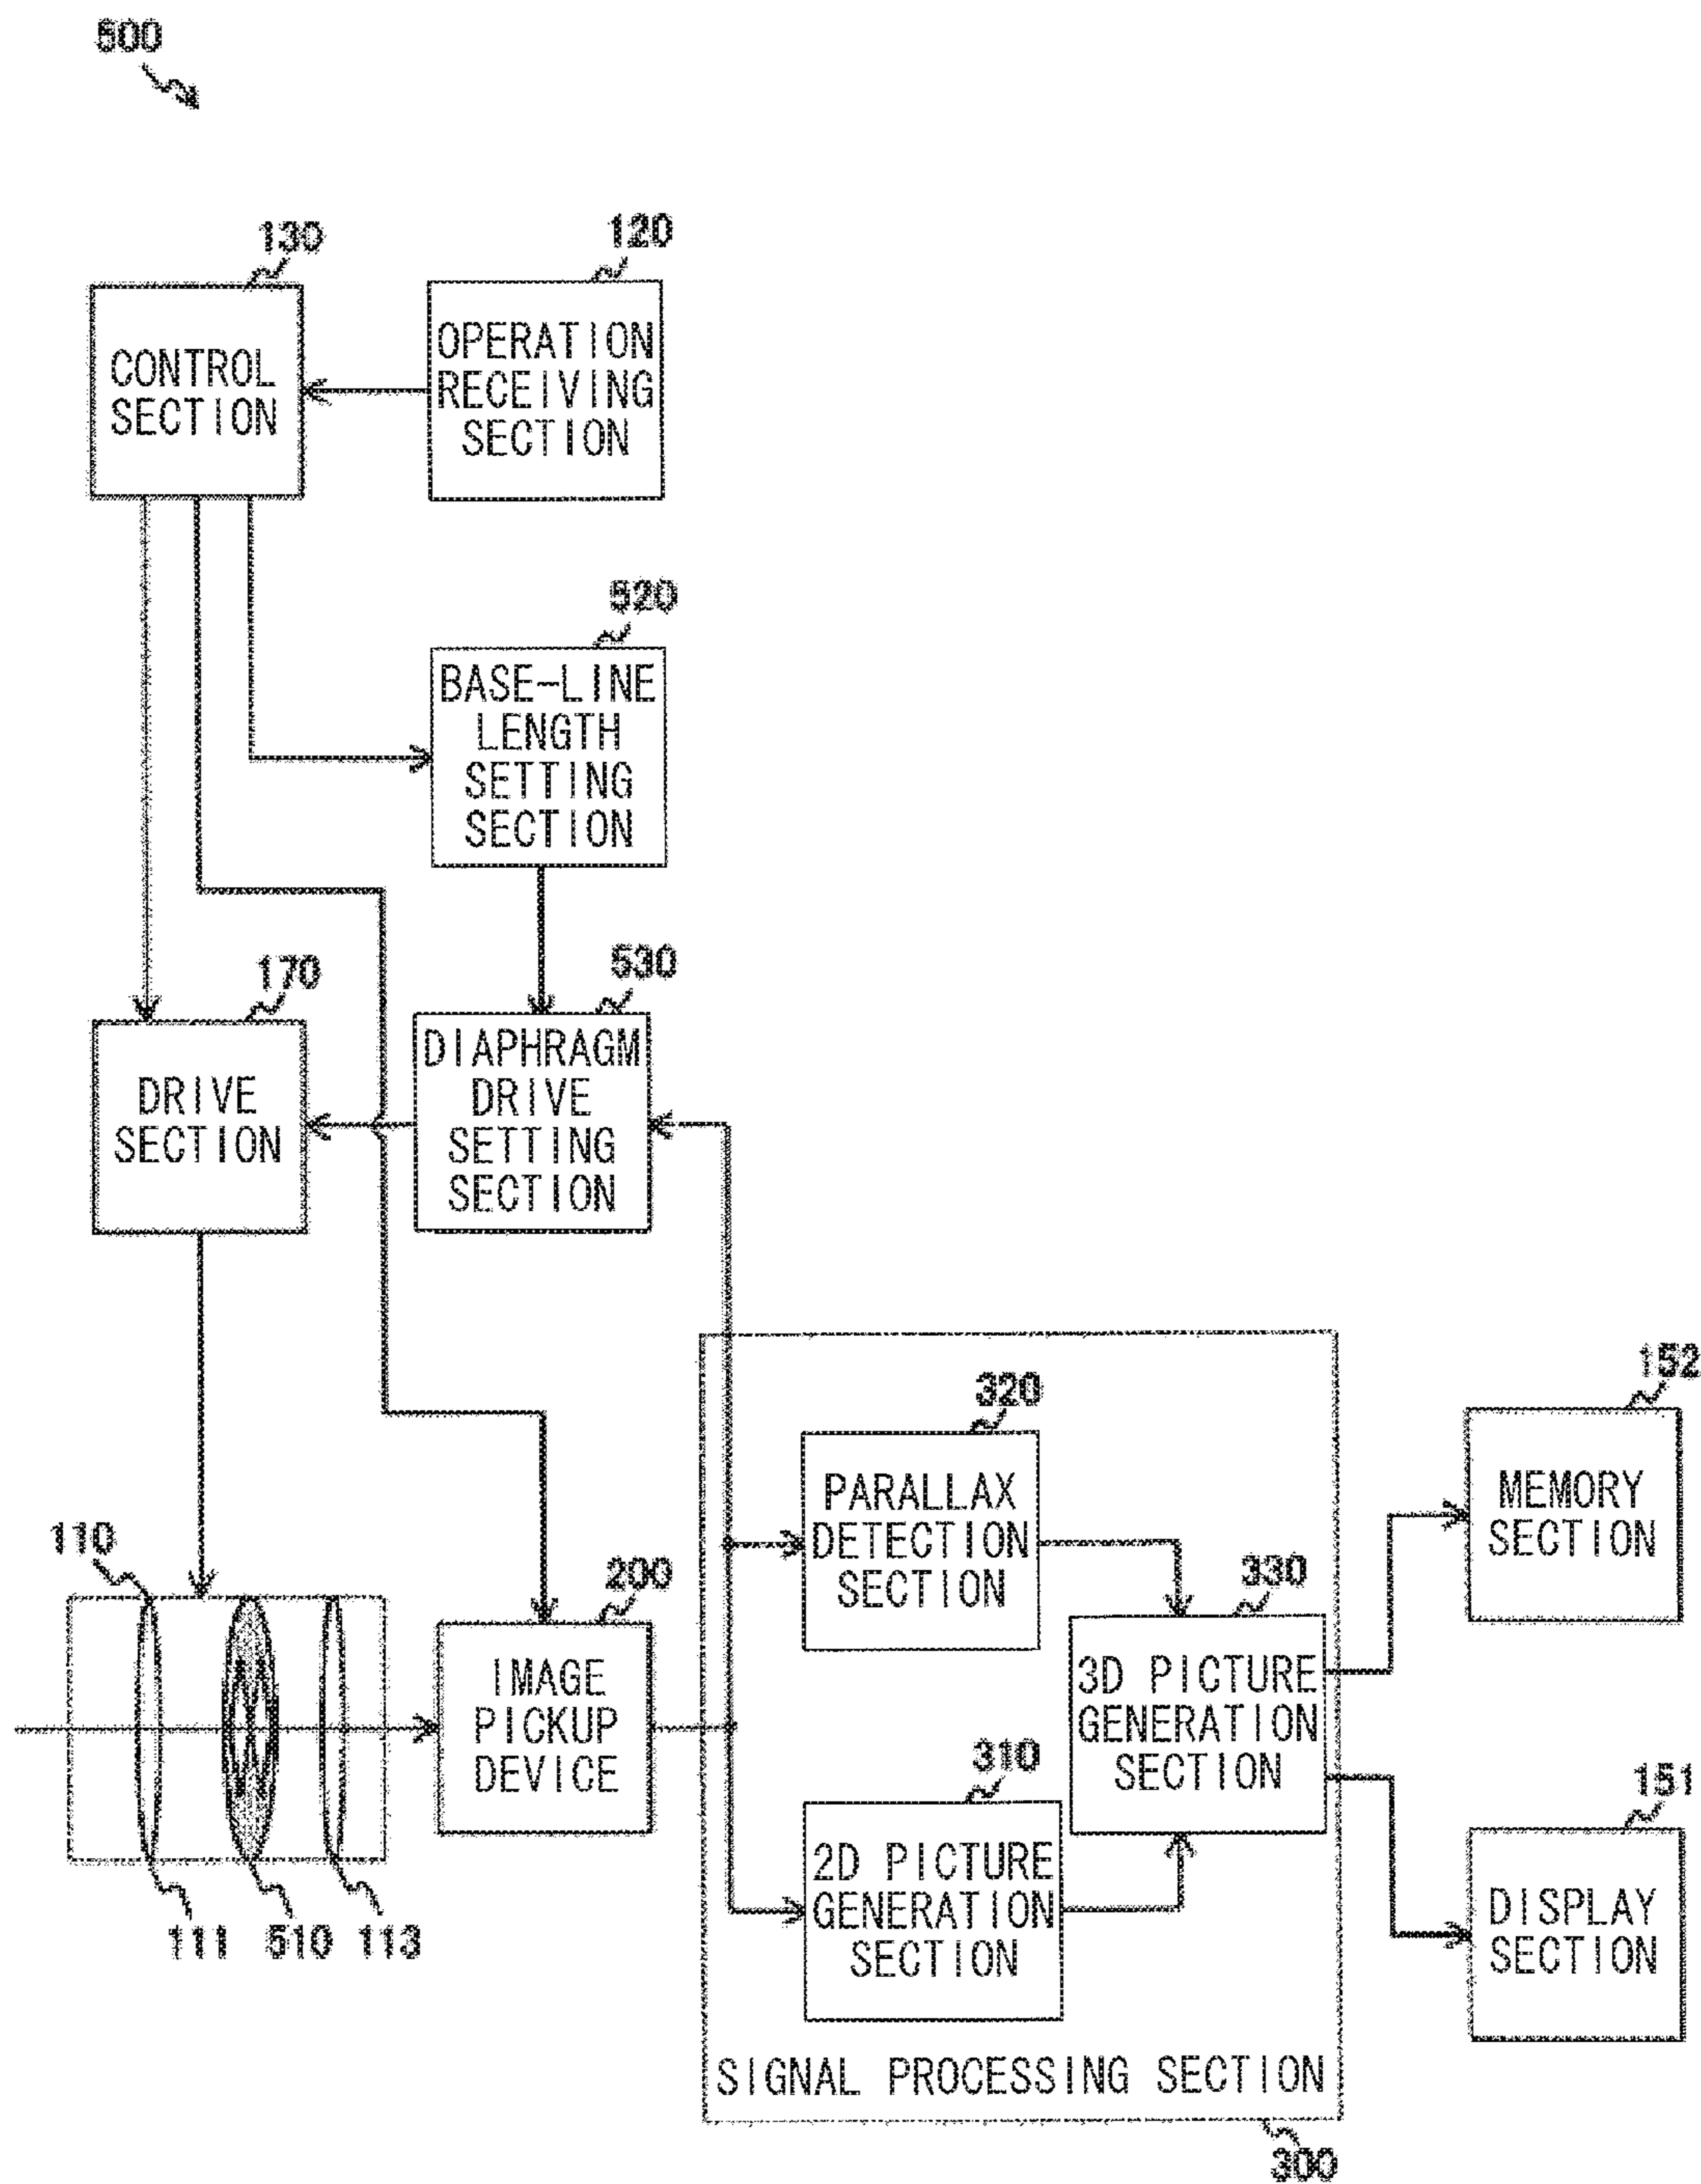 500
130
120
CONTROL
SECTION
OPERATION
RECEIVING
SECTION
520
BASE-LINE
LENGTH
SETTING
SECTION
170
530
DRIVE
SECTION
DIAPHRAGM
DRIVE
SETTING
SECTION
152
320
MEMORY
SECTION
PARALLAX
DETECTION
SECTION
110
200
330
IMAGE
PICKUP
DEVICE
3D PICTURE
GENERATION
SECTION
310
151
2D PICTURE
GENERATION
SECTION
DISPLAY
SECTION
111
510
113
SIGNAL PROCESSING SECTION
300